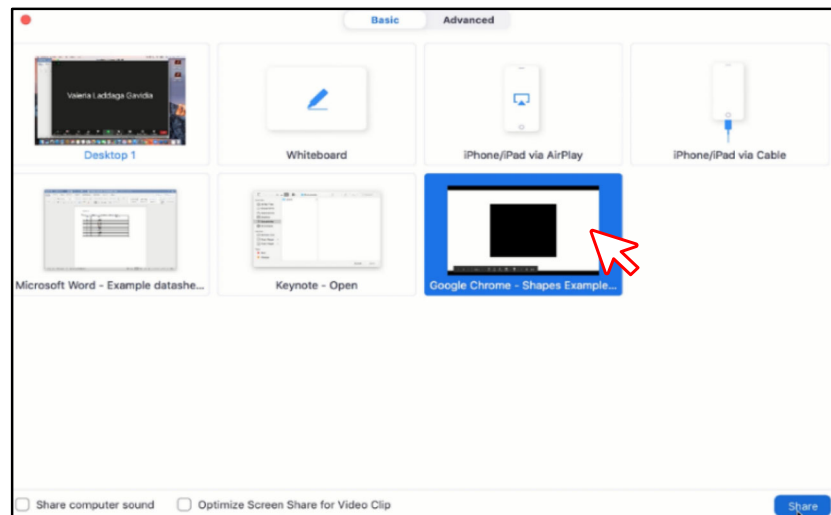 Basic Advanced
Valeria Laddaga Gavidia
Desktop 1 Whiteboard iPhone/iPad via AirPlay iPhone/iPad via Cable
Microsoft Word - Example datashe... Keynote - Open Google Chrome - Shapes Example...
Share computer sound Optimize Screen Share for Video Clip Share